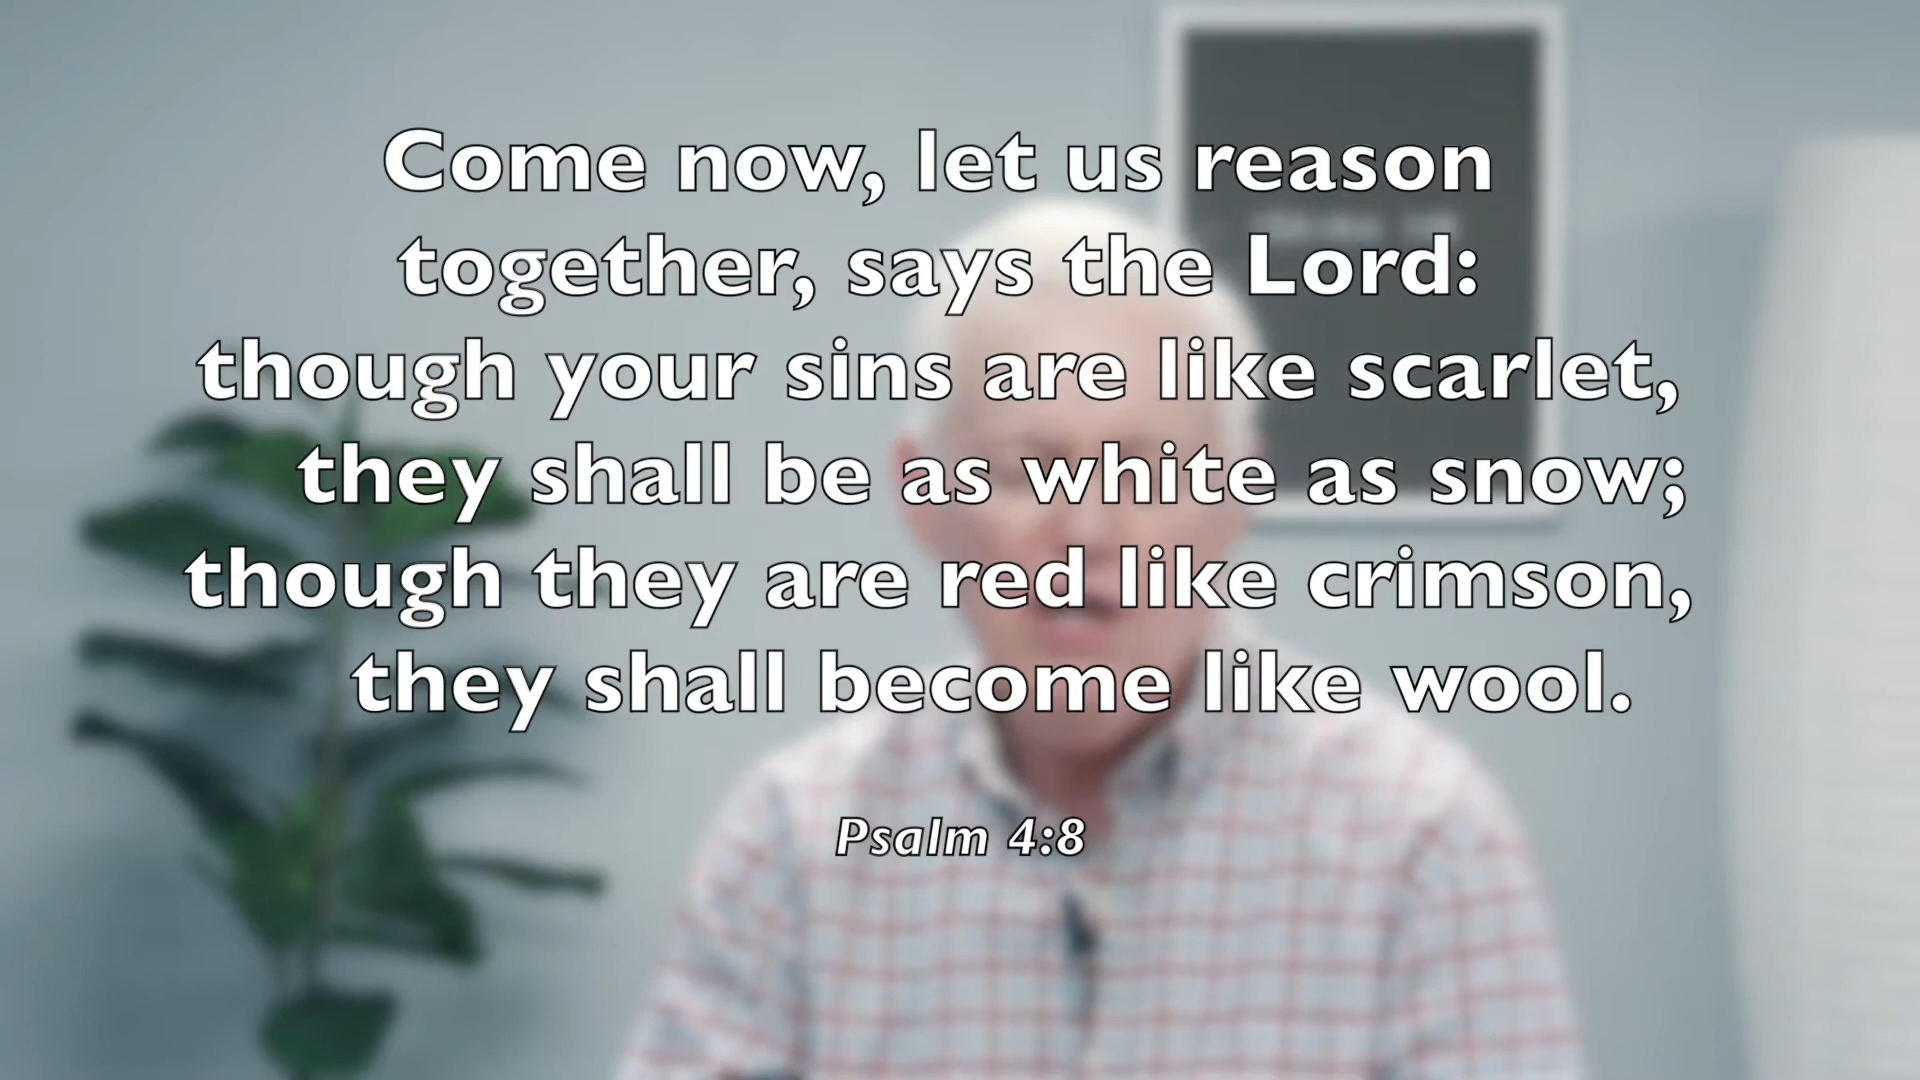 Come now, let us reason
together, says the Lord:
though your sins are like scarlet,
they shall be as white as snow;
though they are red like crimson,
they shall become like wool.
Psalm 4:8